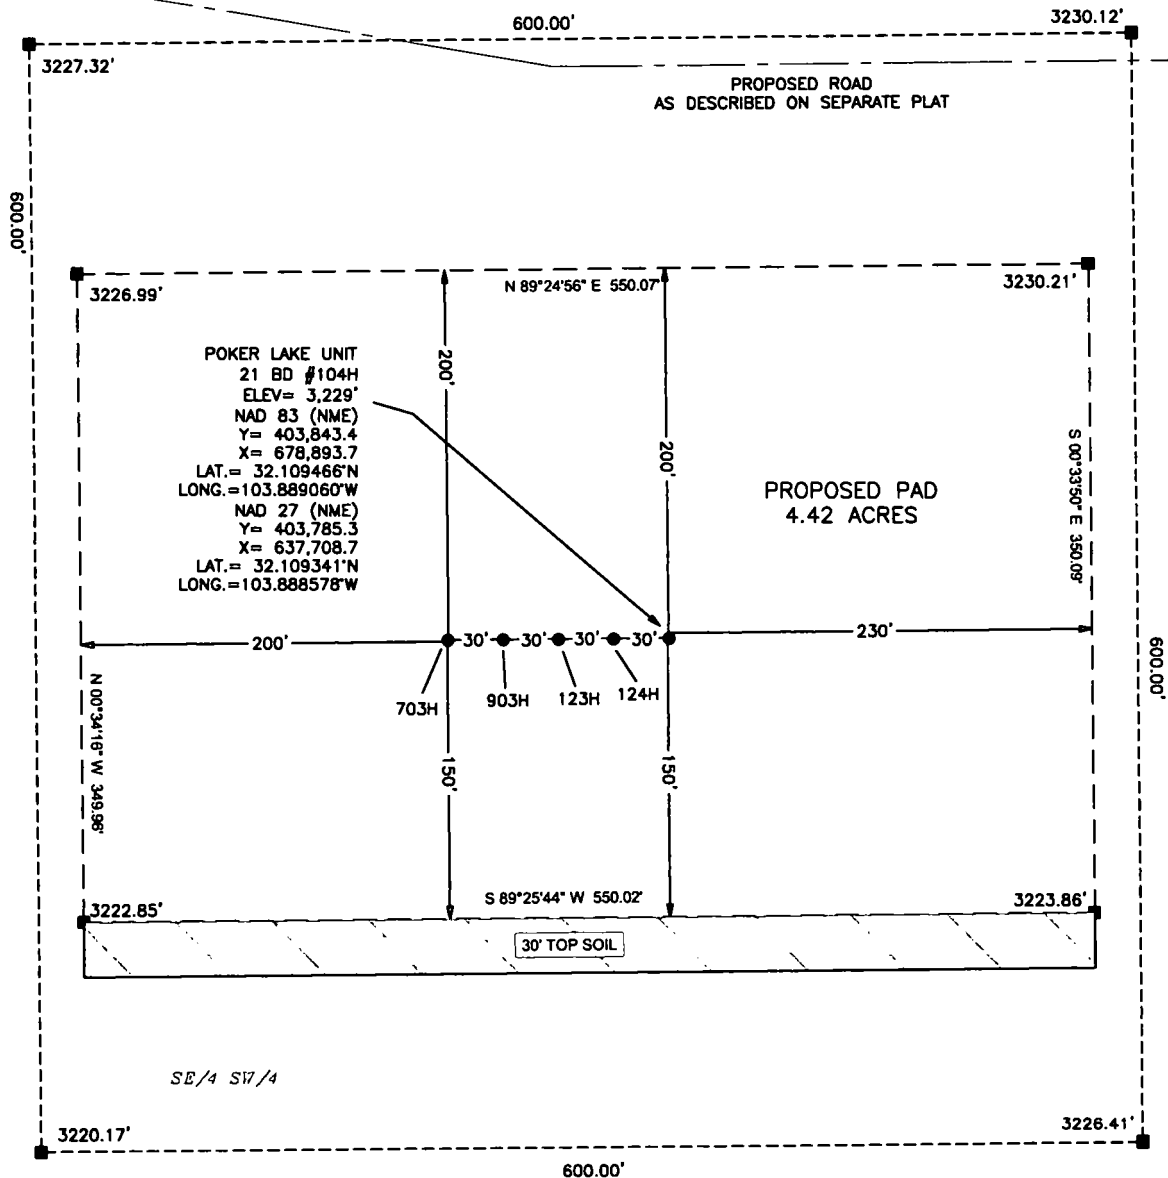 600.00'
3230.12'
3227.32'
PROPOSED ROAD
AS DESCRIBED ON SEPARATE PLAT
600.00'
3226.99'
N 89°24'56" E 550.07'
3230.21'
POKER LAKE UNIT
21 BD #104H
ELEV= 3,229'
NAD 83 (NME)
Y= 403,843.4
X= 678,893.7
LAT.= 32.109466°N
LONG.=103.889060°W
NAD 27 (NME)
Y= 403,785.3
X= 637,708.7
LAT.= 32.109341°N
LONG.=103.888578°W
200'
200'
PROPOSED PAD
4.42 ACRES
S 00°33'50" E 350.09'
200'
30'
30'
30'
30'
230'
703H
903H
123H
124H
600.00'
N 00°34'16" W 349.96'
150'
150'
S 89°25'44" W 550.02'
3222.85'
3223.86'
30' TOP SOIL
SE/4 SW/4
3220.17'
3226.41'
600.00'